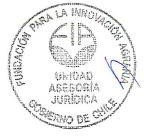 FUNDACIÓN PARA LA INNOVACIÓN AGRARIA
UNIDAD
ASESORÍA
JURÍDICA
GOBIERNO DE CHILE